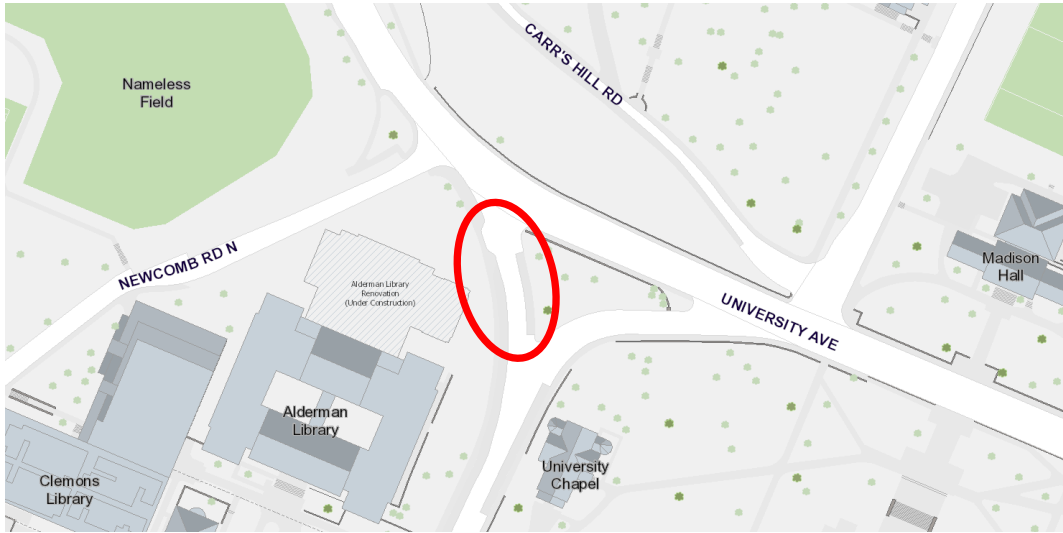 CARR'S HILL RD
Nameless
Field
NEWCOMB RD N
Madison
Hall
Alderman Library
Renovation
(Under Construction)
UNIVERSITY AVE
Alderman
Library
University
Chapel
Clemons
Library